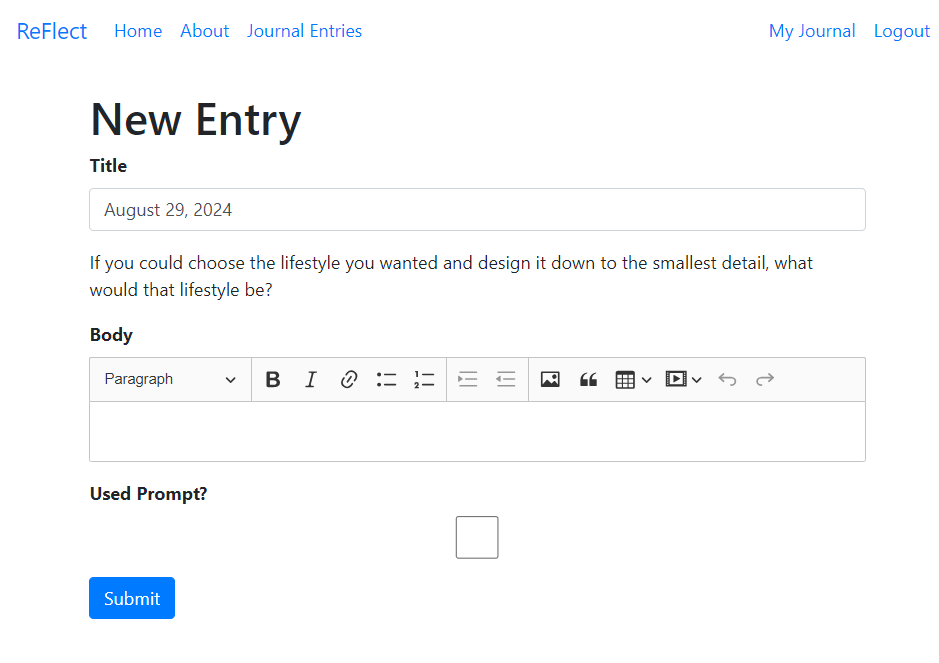 ReFlect Home About Journal Entries My Journal Logout
New Entry
Title
August 29, 2024
If you could choose the lifestyle you wanted and design it down to the smallest detail, what
would that lifestyle be?
Body
Paragraph
Used Prompt?
Submit